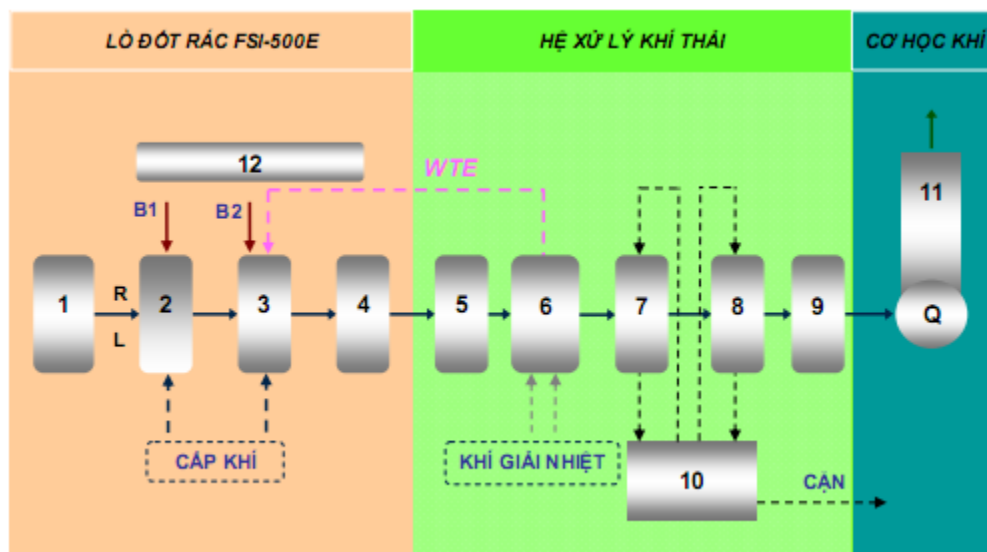 LÒ ĐỐT RÁC FSI-500E
HỆ XỬ LÝ KHÍ THẢI
CƠ HỌC KHÍ
12
WTE
B1
B2
11
1
R
L
2
3
4
5
6
7
8
9
Q
CẤP KHÍ
KHÍ GIẢI NHIỆT
10
CẶN